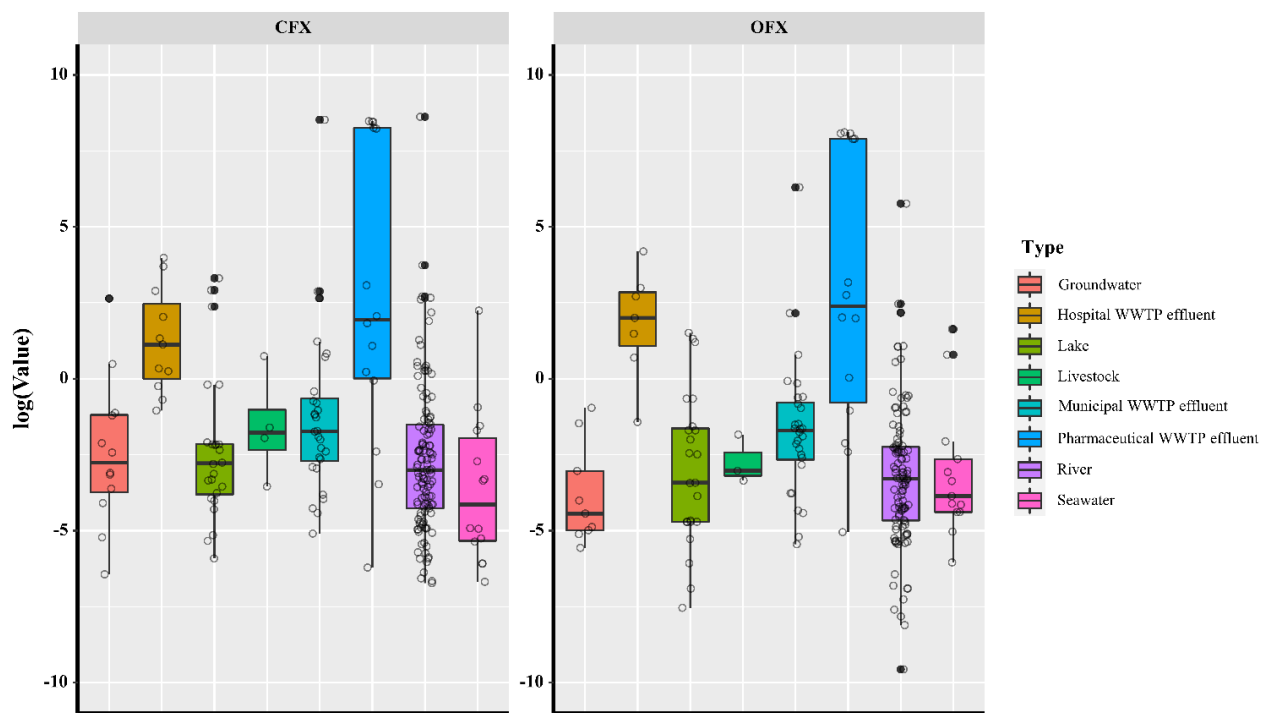 CFX
OFX
log(Value)
10
5
0
-5
-10
10
5
0
-5
-10
Type
Groundwater
Hospital WWTP effluent
Lake
Livestock
Municipal WWTP effluent
Pharmaceutical WWTP effluent
River
Seawater